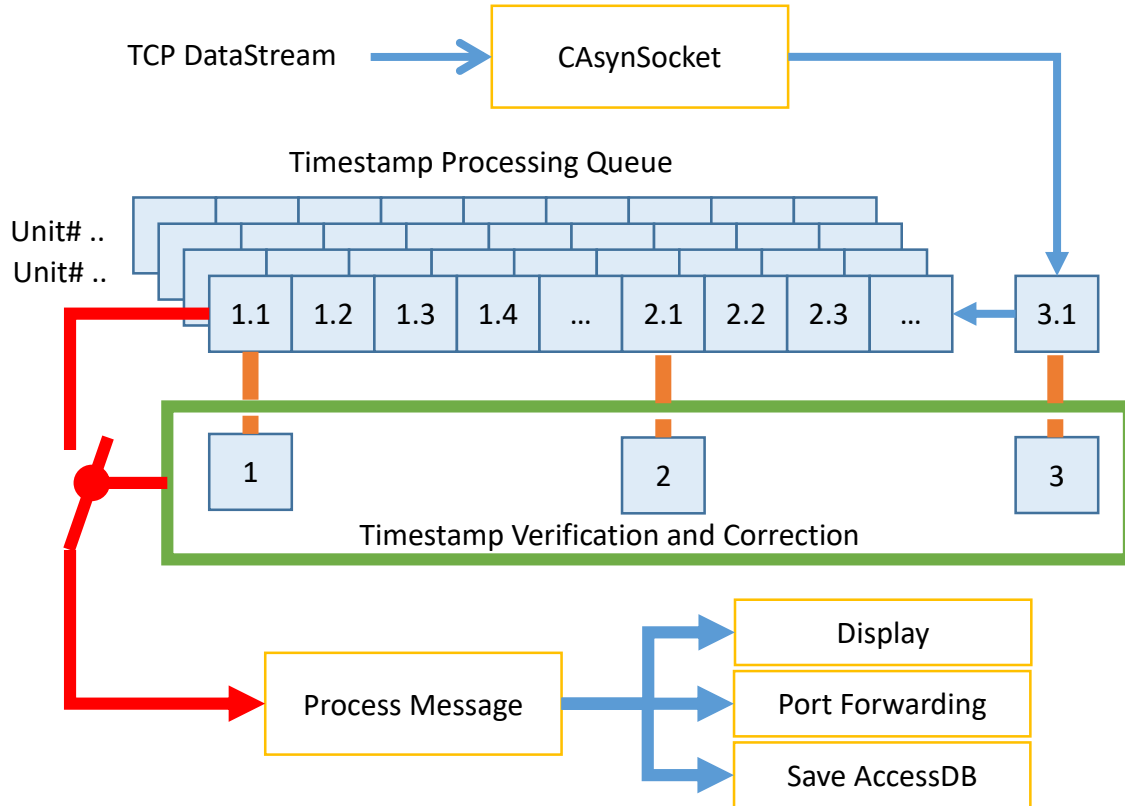 TCP DataStream
CAsynSocket
Timestamp Processing Queue
Unit# ..
Unit# ..
1.1 1.2 1.3 1.4 ... 2.1 2.2 2.3 ... 3.1
1 2 3
Timestamp Verification and Correction
Display
Process Message
Port Forwarding
Save AccessDB